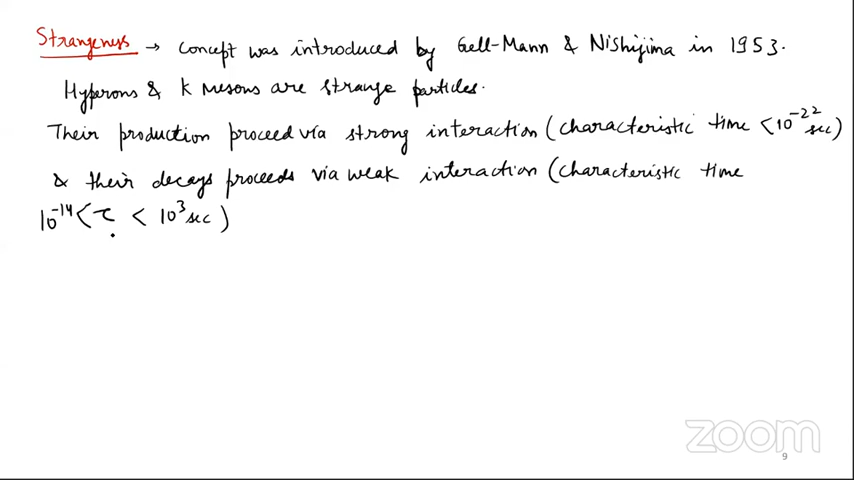 Strangeness → concept was introduced by Gell-Mann & Nishijima in 1953.
Hyperons & K mesons are strange particles.
Their production proceed via strong interaction (characteristic time < 10⁻²² sec)
& their decays proceeds via weak interaction (characteristic time
10⁻¹⁴ < τ < 10³ sec)
zoom
9